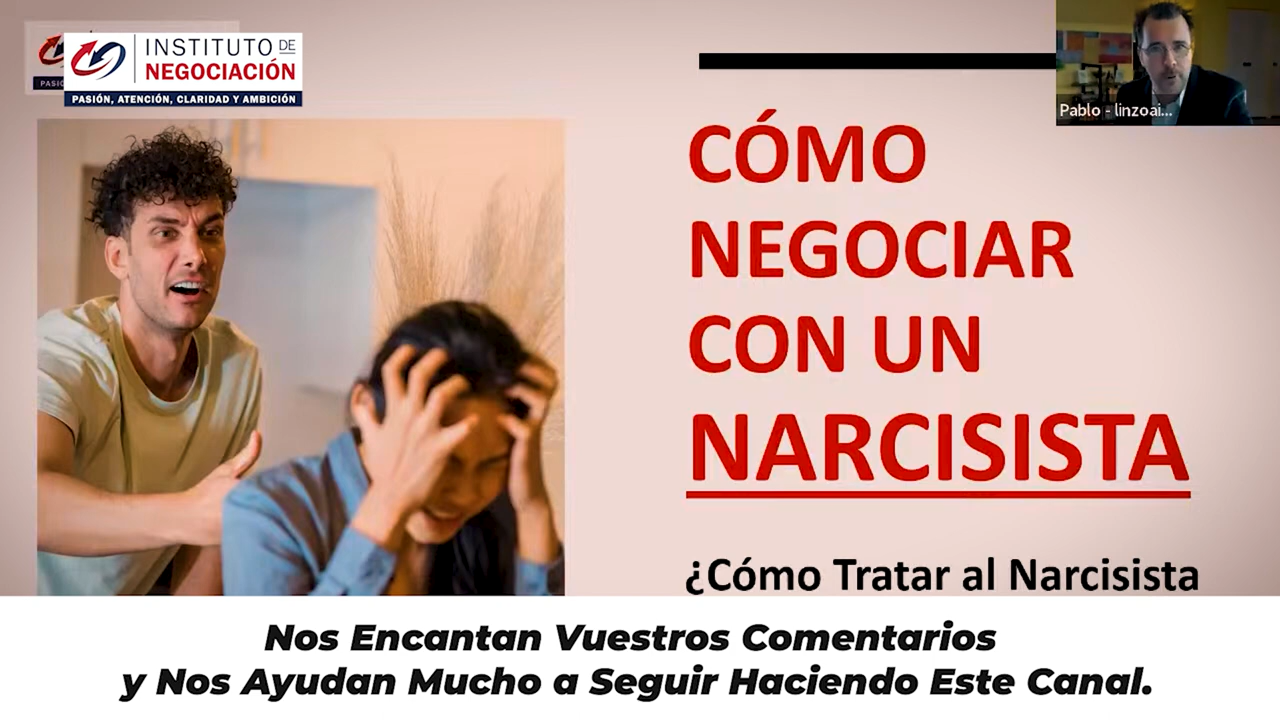 INSTITUTO DE
NEGOCIACIÓN
PASIÓN, ATENCIÓN, CLARIDAD Y AMBICIÓN
Pablo - linzoai...
CÓMO
NEGOCIAR
CON UN
NARCISISTA
¿Cómo Tratar al Narcisista
Nos Encantan Vuestros Comentarios
y Nos Ayudan Mucho a Seguir Haciendo Este Canal.